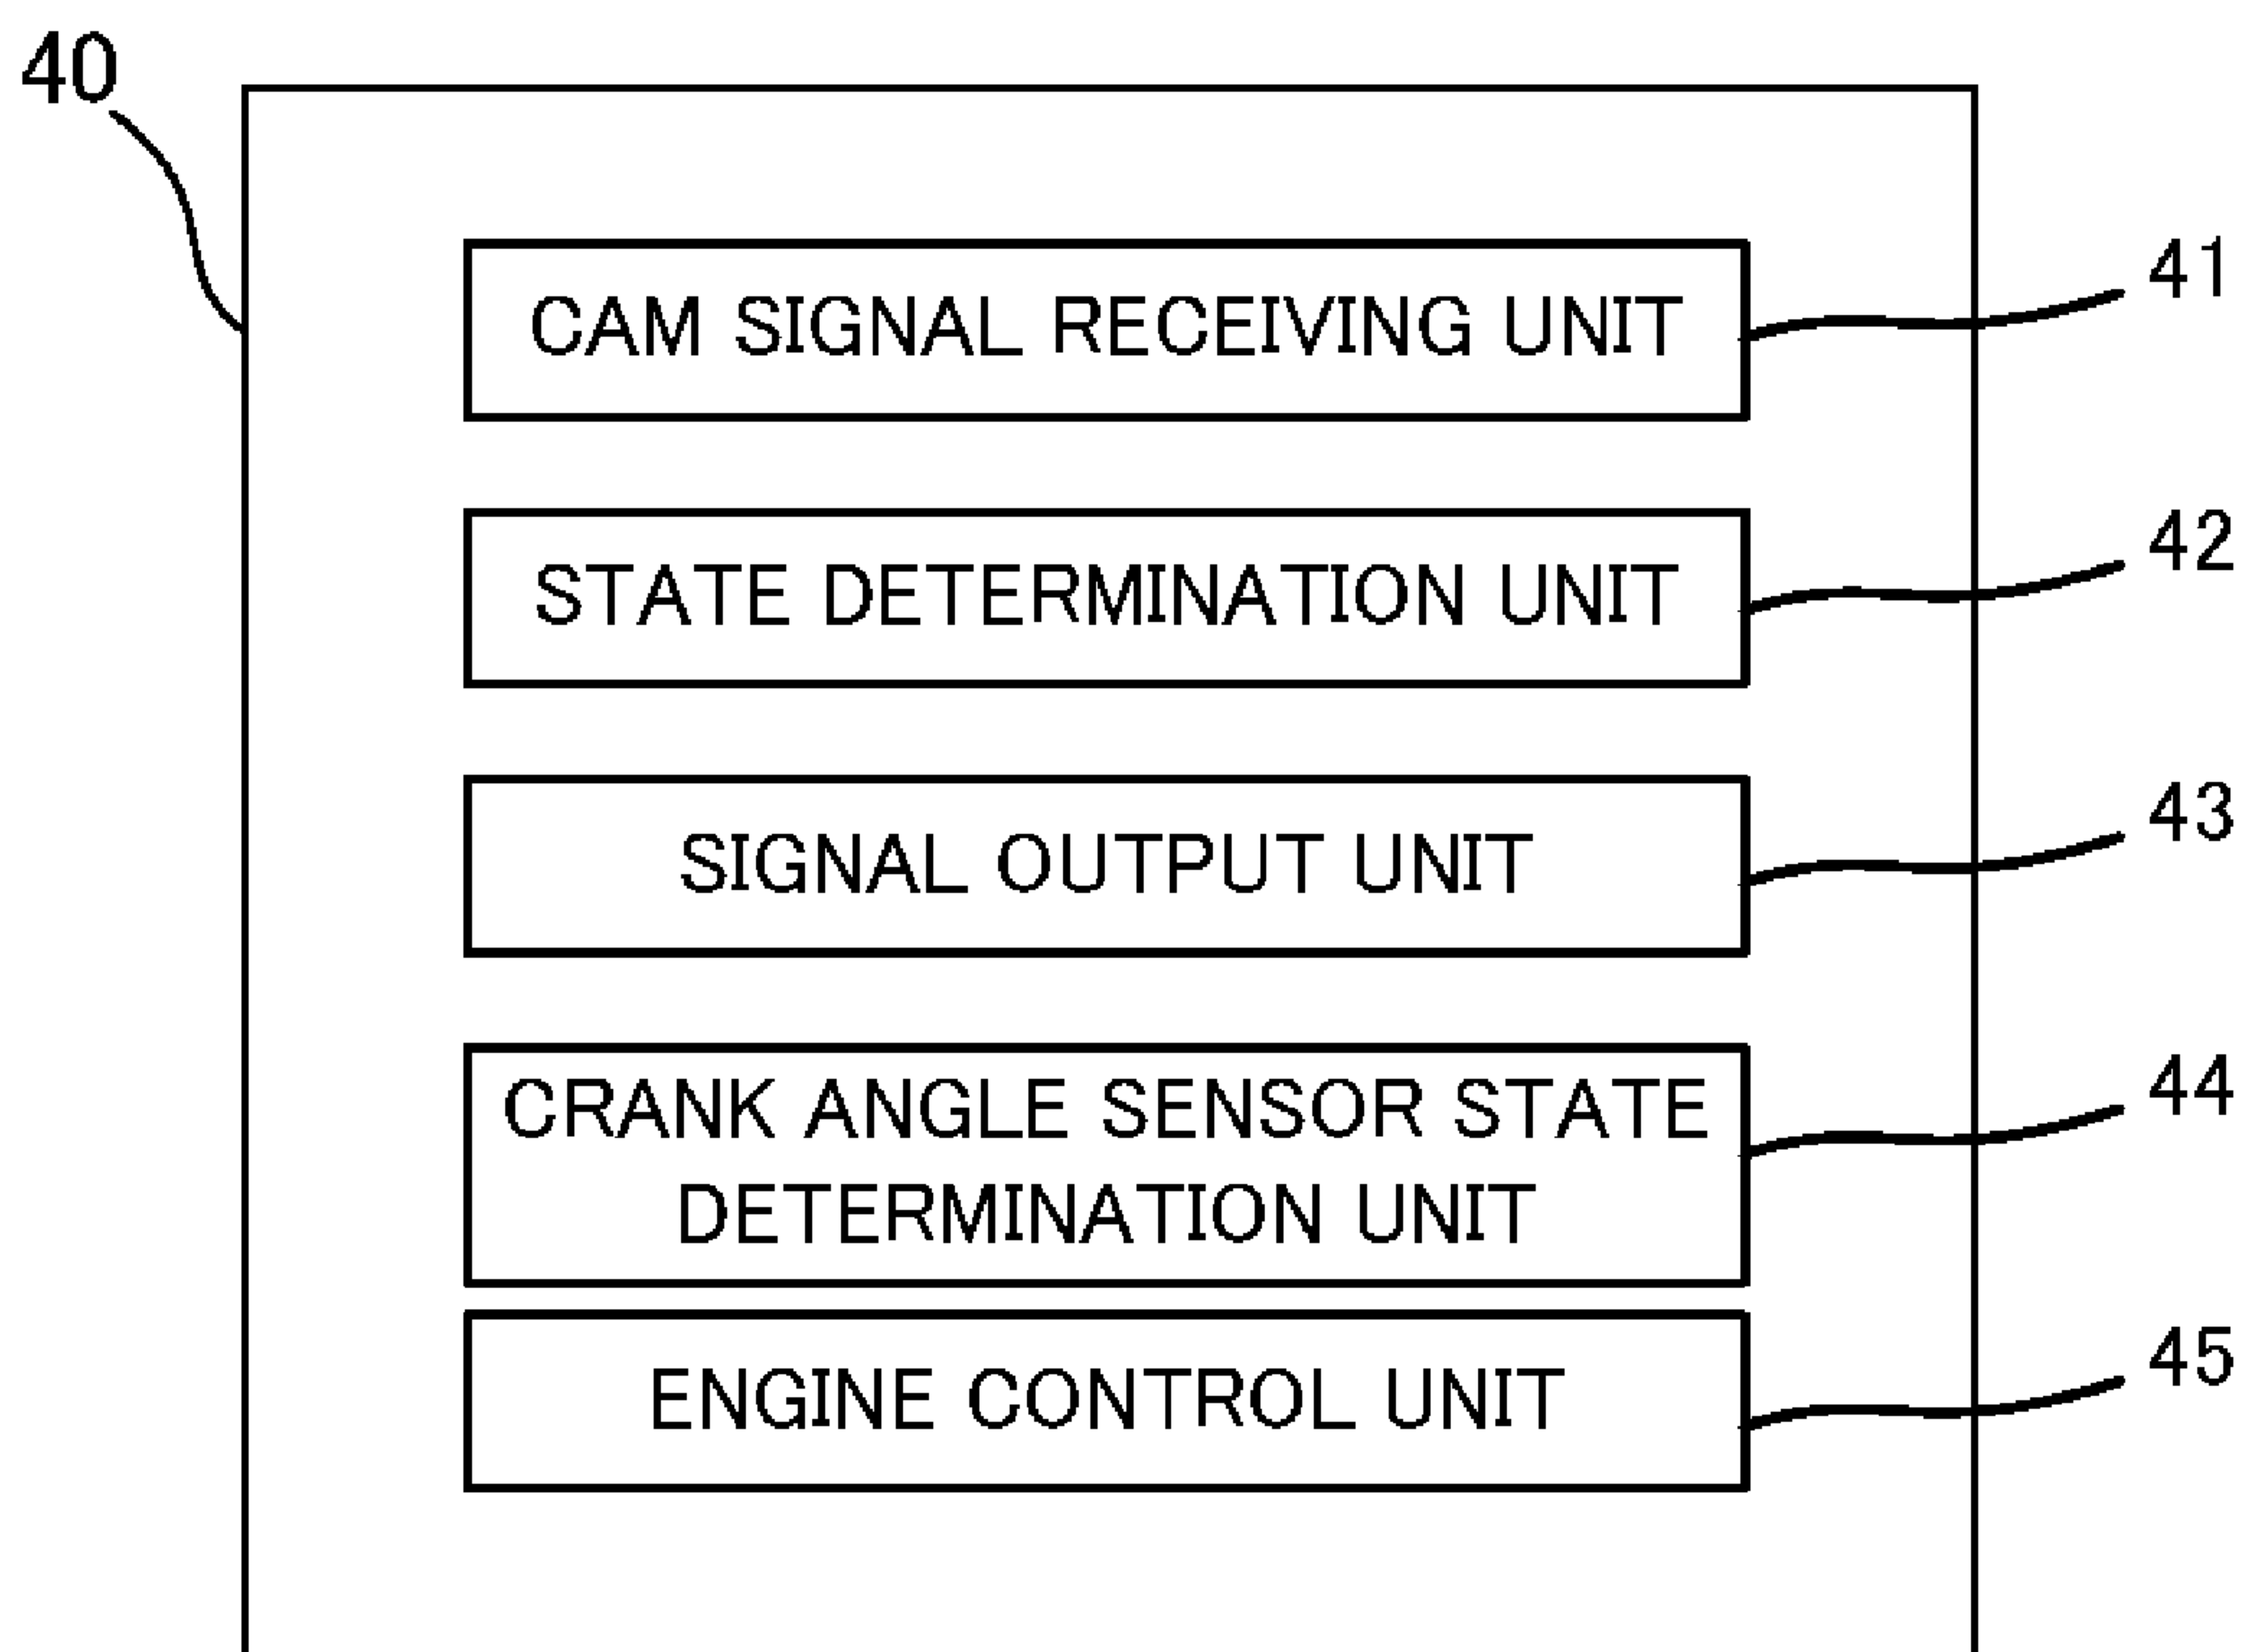 40
CAM SIGNAL RECEIVING UNIT
41
STATE DETERMINATION UNIT
42
SIGNAL OUTPUT UNIT
43
CRANK ANGLE SENSOR STATE
DETERMINATION UNIT
44
ENGINE CONTROL UNIT
45